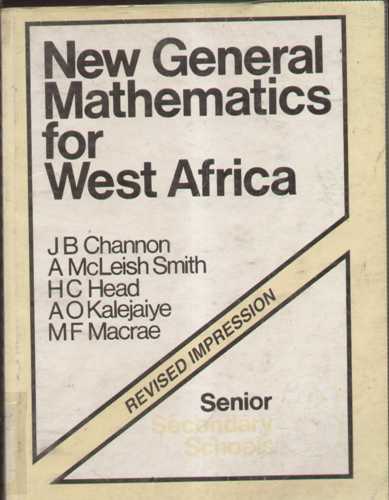 New General
Mathematics
for
West Africa
J B Channon
A McLeish Smith
H C Head
A O Kalejaiye
M F Macrae
REVISED IMPRESSION
Senior
Secondary
Schools